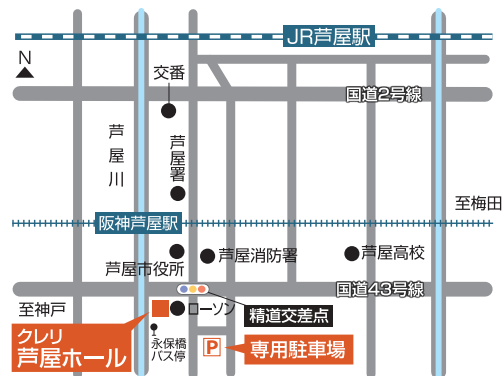 JR芦屋駅
N
交番
国道2号線
芦屋川
芦屋署
至梅田
阪神芦屋駅
芦屋市役所
芦屋消防署
芦屋高校
国道43号線
至神戸
ローソン
精道交差点
クレリ
芦屋ホール
永保橋
バス停
P
専用駐車場